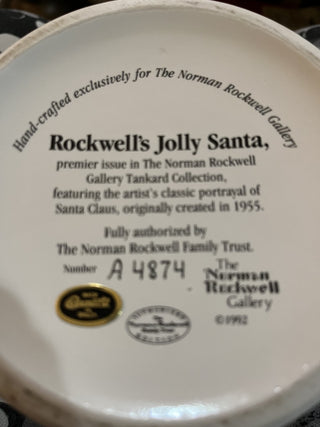 Hand-crafted exclusively for The Norman Rockwell Gallery
Rockwell's Jolly Santa,
premier issue in The Norman Rockwell
Gallery Tankard Collection,
featuring the artist's classic portrayal of
Santa Claus, originally created in 1955.
Fully authorized by
The Norman Rockwell Family Trust.
Number A 4874
The
Norman
Rockwell
Gallery
©1992